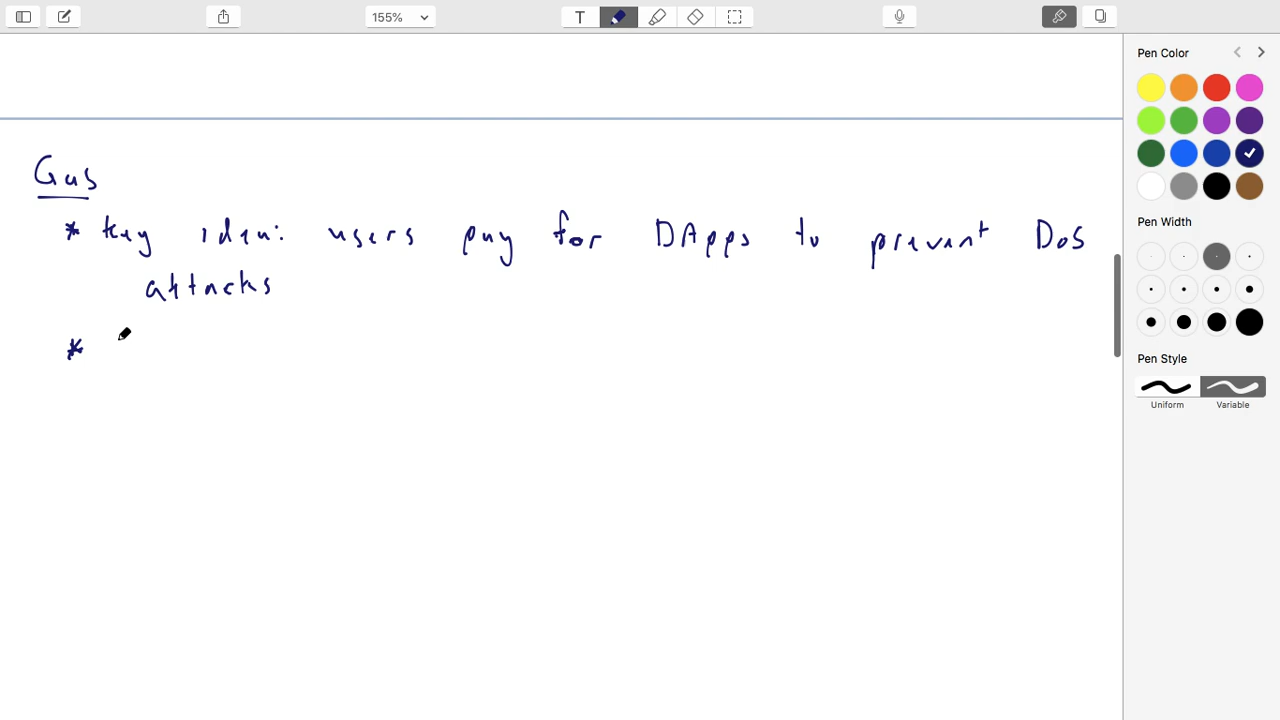 155%
T
Pen Color
Gas
* key idea: users pay for DApps to prevent DoS
attacks
*
Pen Width
Pen Style
Uniform Variable